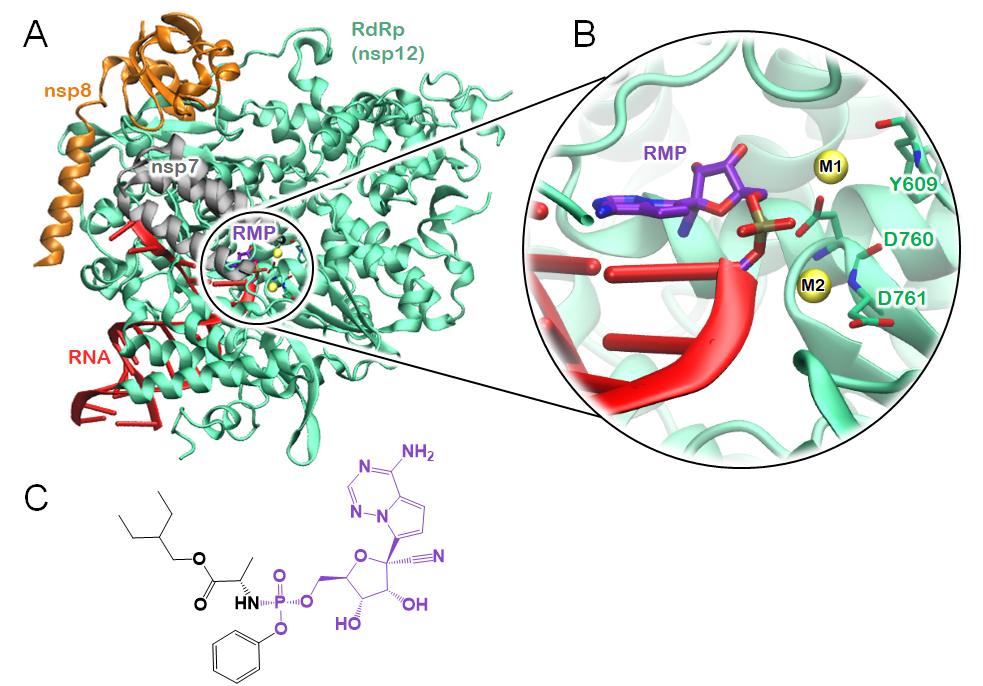 A
RdRp
(nsp12)
nsp8
nsp7
RMP
RNA
B
RMP
M1
Y609
D760
M2
D761
C
NH2
N
N
N
O
N
O
O
O
HN
P
O
OH
O
HO